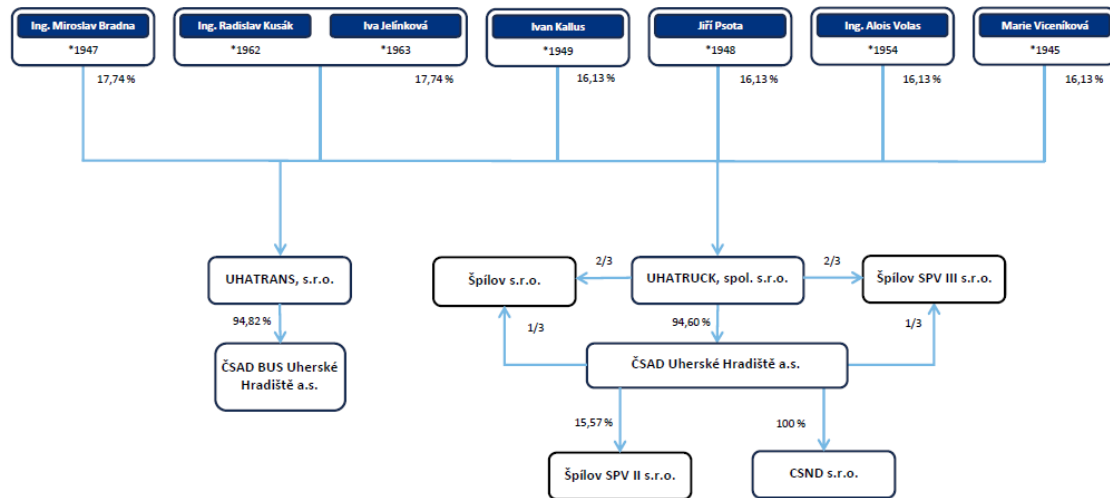 Ing. Miroslav Bradna
*1947
Ing. Radislav Kusák
*1962
Iva Jelínková
*1963
Ivan Kallus
*1949
Jiří Psota
*1948
Ing. Alois Volas
*1954
Marie Viceníková
*1945
17,74 %
17,74 %
16,13 %
16,13 %
16,13 %
16,13 %
UHATRANS, s.r.o.
94,82 %
ČSAD BUS Uherské
Hradiště a.s.
Špílov s.r.o.
2/3
UHATRUCK, spol. s.r.o.
2/3
Špílov SPV III s.r.o.
1/3
94,60 %
1/3
ČSAD Uherské Hradiště a.s.
15,57 %
100 %
Špílov SPV II s.r.o.
CSND s.r.o.